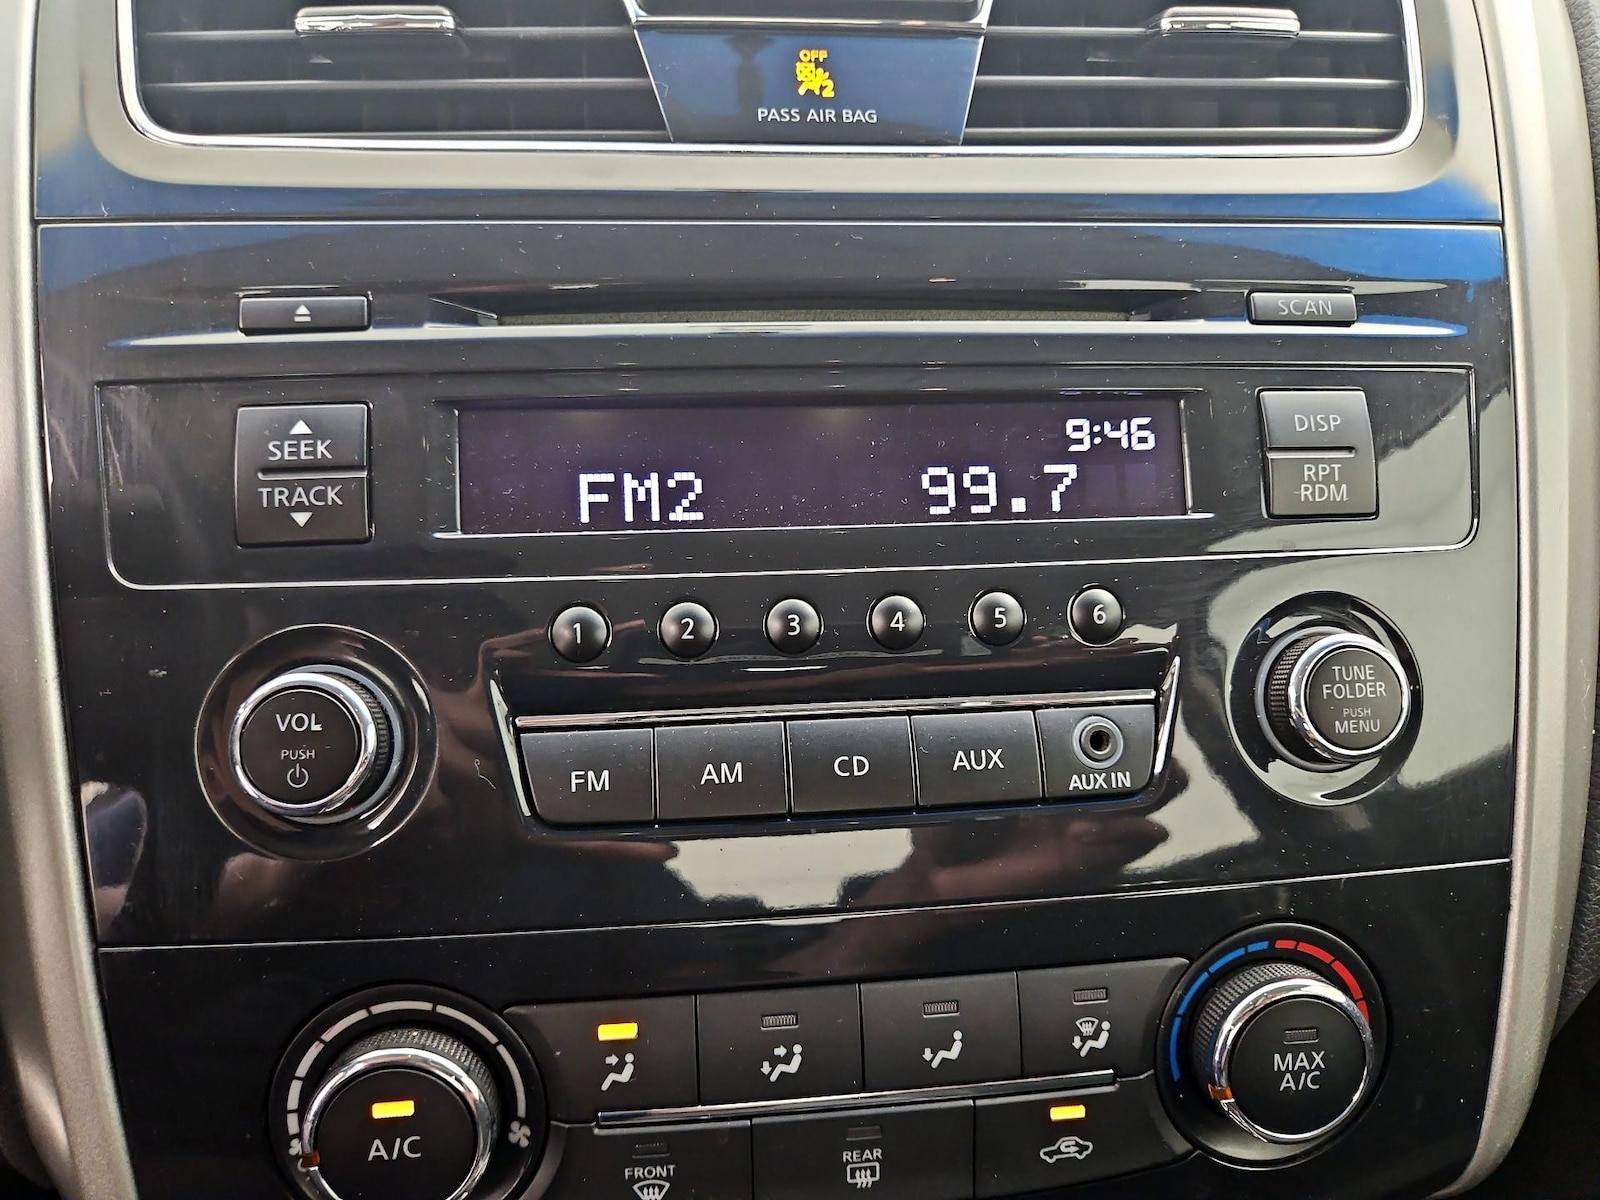 OFF
2
PASS AIR BAG
SCAN
SEEK
TRACK
9:46
FM2 99.7
DISP
RPT
RDM
1 2 3 4 5 6
VOL
PUSH
TUNE
FOLDER
PUSH
MENU
FM AM CD AUX AUX IN
MAX
A/C
A/C
FRONT
REAR